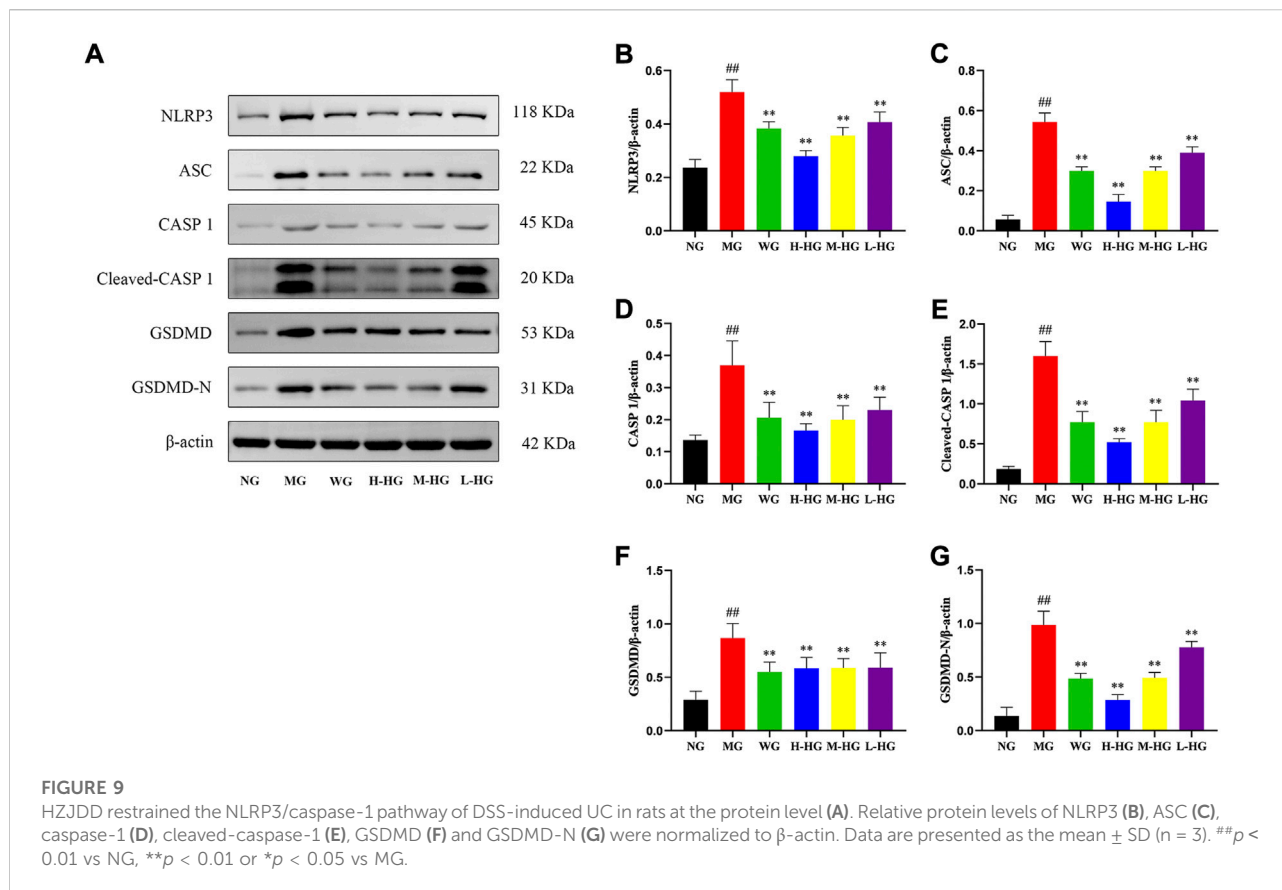 A
NLRP3
118 KDa
ASC
22 KDa
CASP 1
45 KDa
Cleaved-CASP 1
20 KDa
GSDMD
53 KDa
GSDMD-N
31 KDa
β-actin
42 KDa
NG MG WG H-HG M-HG L-HG
B
NLRP3/β-actin
0.6
0.4
0.2
0.0
##
**
**
**
**
NG MG WG H-HG M-HG L-HG
C
ASC/β-actin
0.8
0.6
0.4
0.2
0.0
##
**
**
**
**
NG MG WG H-HG M-HG L-HG
D
CASP 1/β-actin
0.5
0.4
0.3
0.2
0.1
0.0
##
**
**
**
**
NG MG WG H-HG M-HG L-HG
E
Cleaved-CASP 1/β-actin
2.0
1.5
1.0
0.5
0.0
##
**
**
**
**
NG MG WG H-HG M-HG L-HG
F
GSDMD/β-actin
1.5
1.0
0.5
0.0
##
**
**
**
**
NG MG WG H-HG M-HG L-HG
G
GSDMD-N/β-actin
1.5
1.0
0.5
0.0
##
**
**
**
**
NG MG WG H-HG M-HG L-HG
FIGURE 9
HZJDD restrained the NLRP3/caspase-1 pathway of DSS-induced UC in rats at the protein level (A). Relative protein levels of NLRP3 (B), ASC (C),
caspase-1 (D), cleaved-caspase-1 (E), GSDMD (F) and GSDMD-N (G) were normalized to β-actin. Data are presented as the mean ± SD (n = 3). ##p <
0.01 vs NG, **p < 0.01 or *p < 0.05 vs MG.